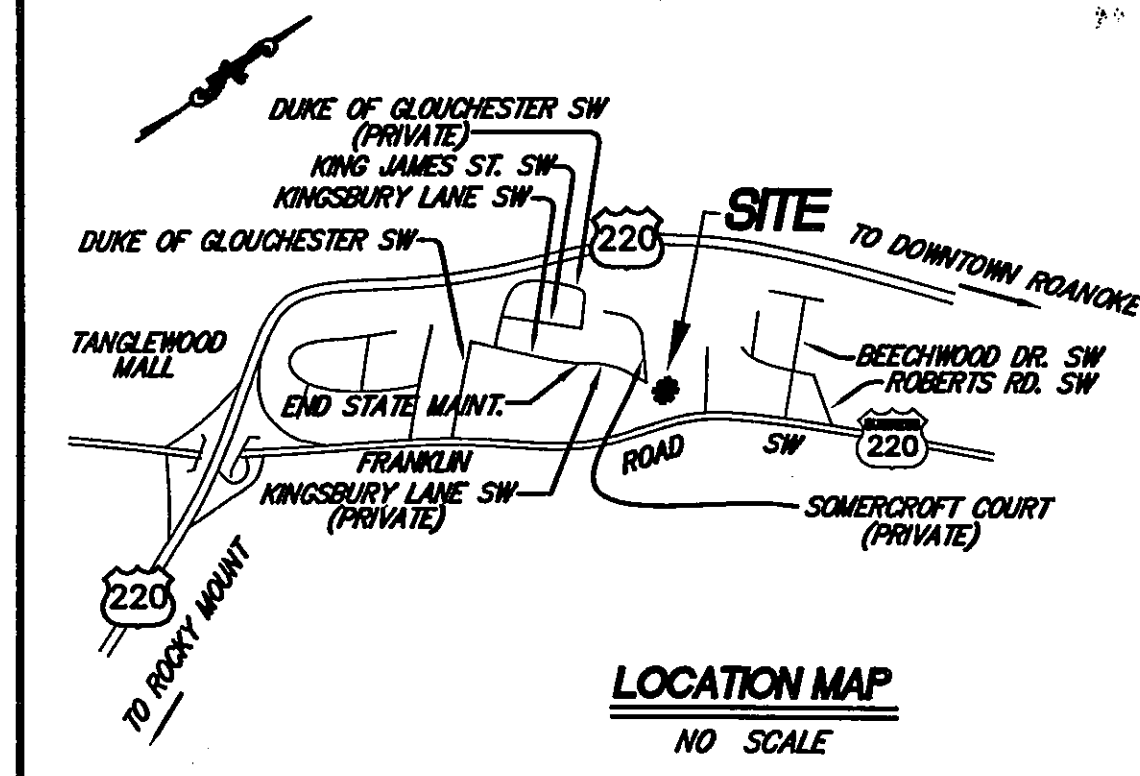 DUKE OF GLOUCHESTER SW
(PRIVATE)
KING JAMES ST. SW
KINGSBURY LANE SW
DUKE OF GLOUCHESTER SW
220
SITE
TO DOWNTOWN ROANOKE
TANGLEWOOD
MALL
BEECHWOOD DR. SW
ROBERTS RD. SW
END STATE MAINT.
FRANKLIN
ROAD
SW
BUSINESS
220
KINGSBURY LANE SW
(PRIVATE)
SOMERCROFT COURT
(PRIVATE)
220
TO ROCKY MOUNT
LOCATION MAP
NO SCALE